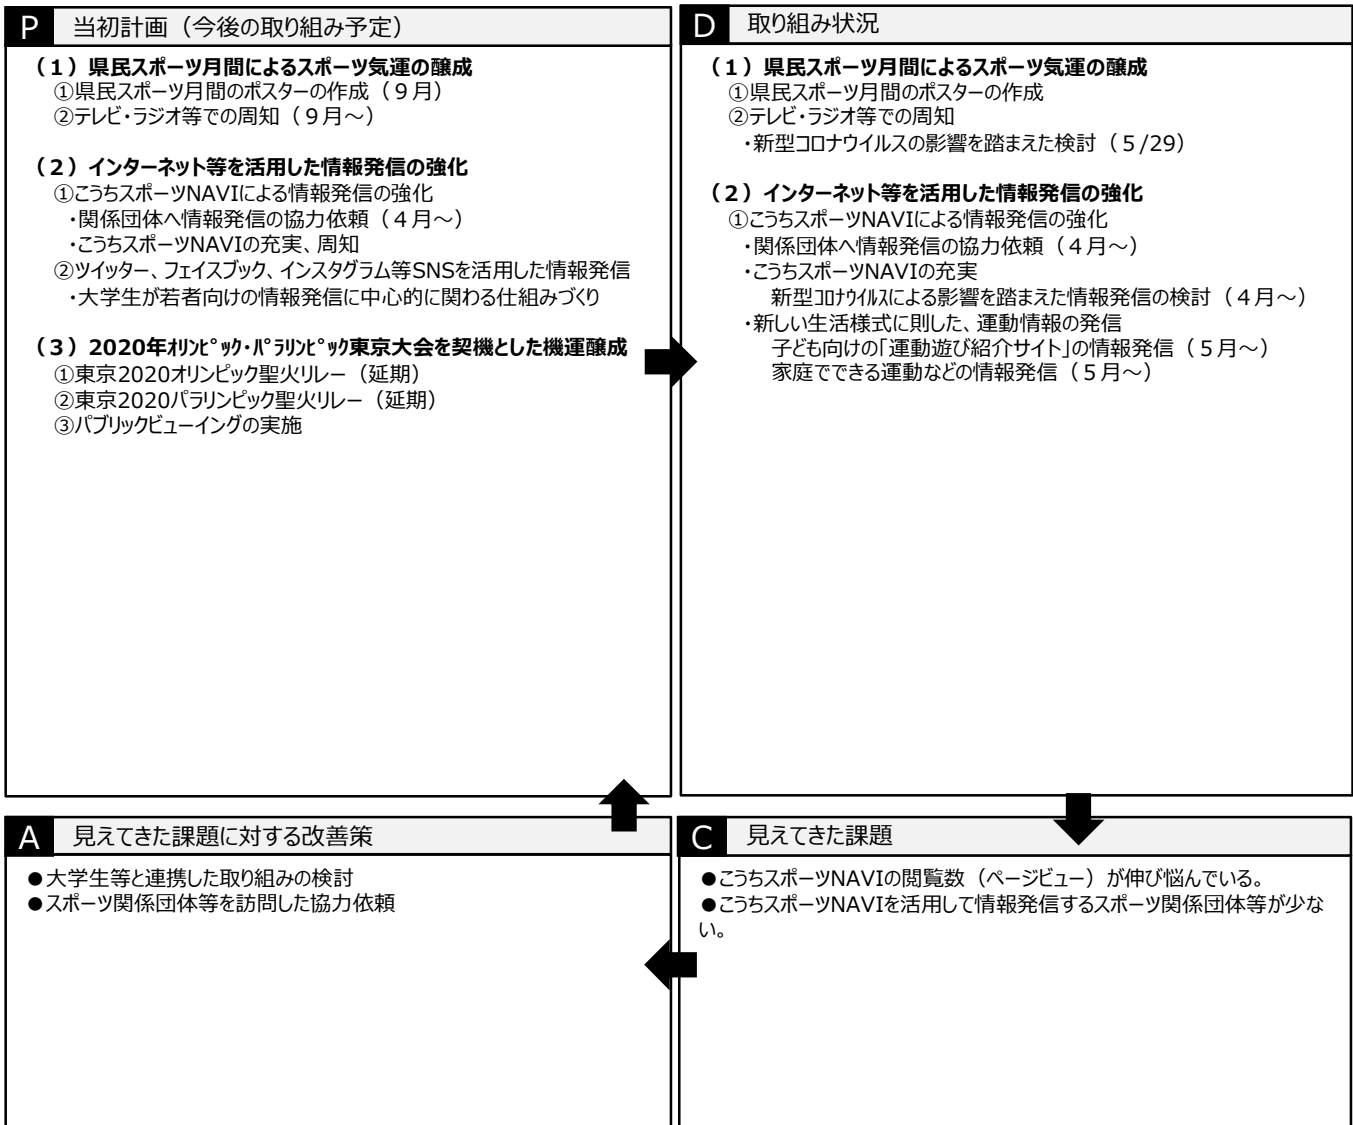 P 当初計画（今後の取り組み予定）
（１）県民スポーツ月間によるスポーツ気運の醸成
①県民スポーツ月間のポスターの作成（９月）
②テレビ・ラジオ等での周知（９月～）
（２）インターネット等を活用した情報発信の強化
①こうちスポーツNAVIによる情報発信の強化
・関係団体へ情報発信の協力依頼（４月～）
・こうちスポーツNAVIの充実、周知
②ツイッター、フェイスブック、インスタグラム等SNSを活用した情報発信
・大学生が若者向けの情報発信に中心的に関わる仕組みづくり
（３）2020年ｵﾘﾝﾋﾟｯｸ・ﾊﾟﾗﾘﾝﾋﾟｯｸ東京大会を契機とした機運醸成
①東京2020オリンピック聖火リレー（延期）
②東京2020パラリンピック聖火リレー（延期）
③パブリックビューイングの実施
D 取り組み状況
（１）県民スポーツ月間によるスポーツ気運の醸成
①県民スポーツ月間のポスターの作成
②テレビ・ラジオ等での周知
・新型コロナウイルスの影響を踏まえた検討（５/29）
（２）インターネット等を活用した情報発信の強化
①こうちスポーツNAVIによる情報発信の強化
・関係団体へ情報発信の協力依頼（４月～）
・こうちスポーツNAVIの充実
新型ｺﾛﾅｳｲﾙｽによる影響を踏まえた情報発信の検討（４月～）
・新しい生活様式に則した、運動情報の発信
子ども向けの「運動遊び紹介サイト」の情報発信（５月～）
家庭でできる運動などの情報発信（５月～）
A 見えてきた課題に対する改善策
●大学生等と連携した取り組みの検討
●スポーツ関係団体等を訪問した協力依頼
C 見えてきた課題
●こうちスポーツNAVIの閲覧数（ページビュー）が伸び悩んでいる。
●こうちスポーツNAVIを活用して情報発信するスポーツ関係団体等が少な
い。